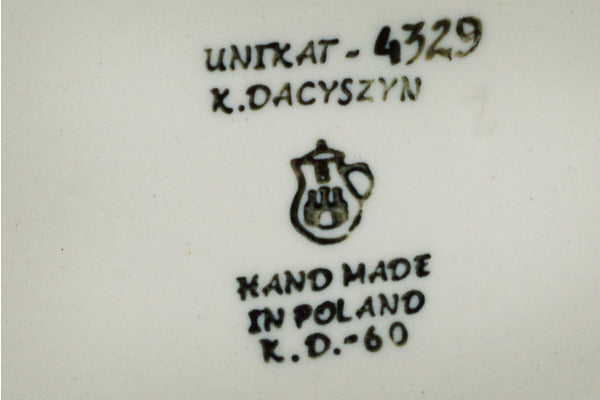 UNIKAT - 4329
K. DACYSZYN
HAND MADE
IN POLAND
K. D. - 60